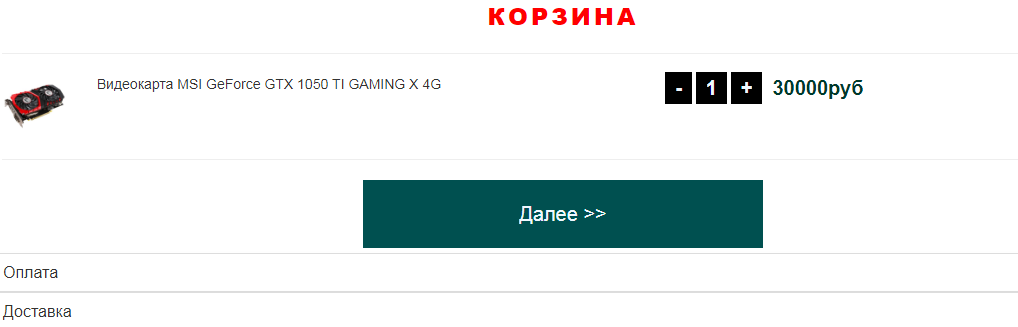 КОРЗИНА
Видеокарта MSI GeForce GTX 1050 TI GAMING X 4G
- 1 + 30000руб
Далее >>
Оплата
Доставка